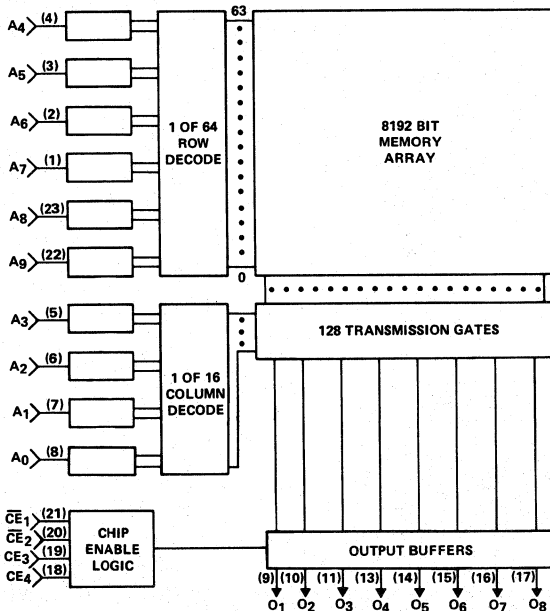 A4 (4)
63
A5 (3)
A6 (2)
1 OF 64
ROW
DECODE
8192 BIT
MEMORY
ARRAY
A7 (1)
A8 (23)
A9 (22)
0
A3 (5)
128 TRANSMISSION GATES
A2 (6)
1 OF 16
COLUMN
DECODE
A1 (7)
A0 (8)
C̅E̅1 (21)
C̅E̅2 (20)
CE3 (19)
CE4 (18)
CHIP
ENABLE
LOGIC
OUTPUT BUFFERS
(9) (10) (11) (13) (14) (15) (16) (17)
O1 O2 O3 O4 O5 O6 O7 O8